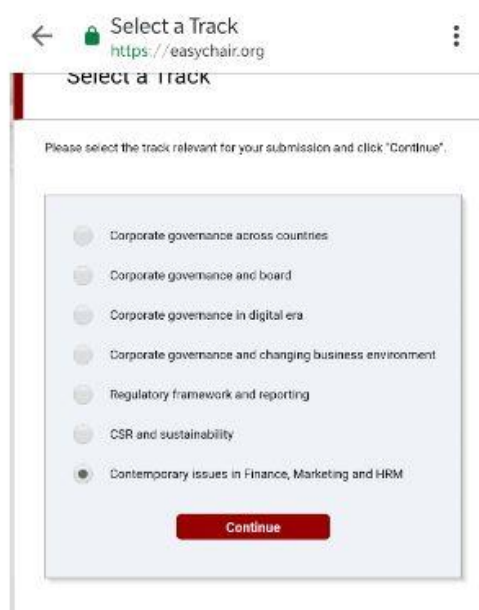 Select a Track
https://easychair.org
Select a Track
Please select the track relevant for your submission and click "Continue".
Corporate governance across countries
Corporate governance and board
Corporate governance in digital era
Corporate governance and changing business environment
Regulatory framework and reporting
CSR and sustainability
Contemporary issues in Finance, Marketing and HRM
Continue